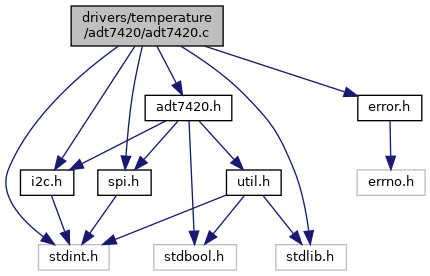 drivers/temperature
/adt7420/adt7420.c
adt7420.h
error.h
i2c.h
spi.h
util.h
errno.h
stdint.h
stdbool.h
stdlib.h